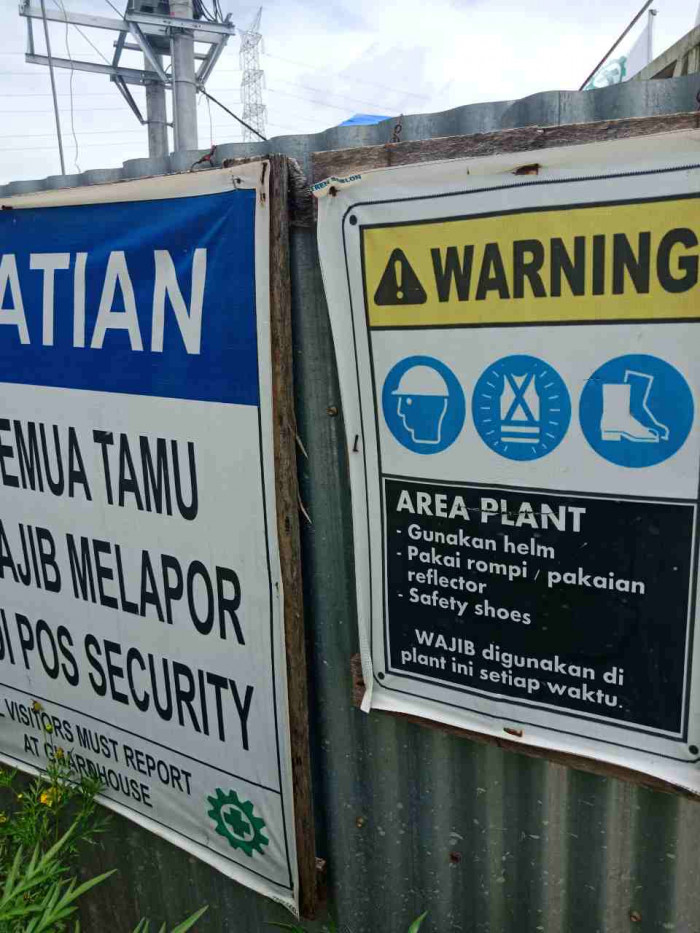 ATIAN
EMUA TAMU
AJIB MELAPOR
DI POS SECURITY
VISITORS MUST REPORT
AT GUARDHOUSE
WARNING
AREA PLANT
- Gunakan helm
- Pakai rompi / pakaian
reflector
- Safety shoes
WAJIB digunakan di
plant ini setiap waktu.